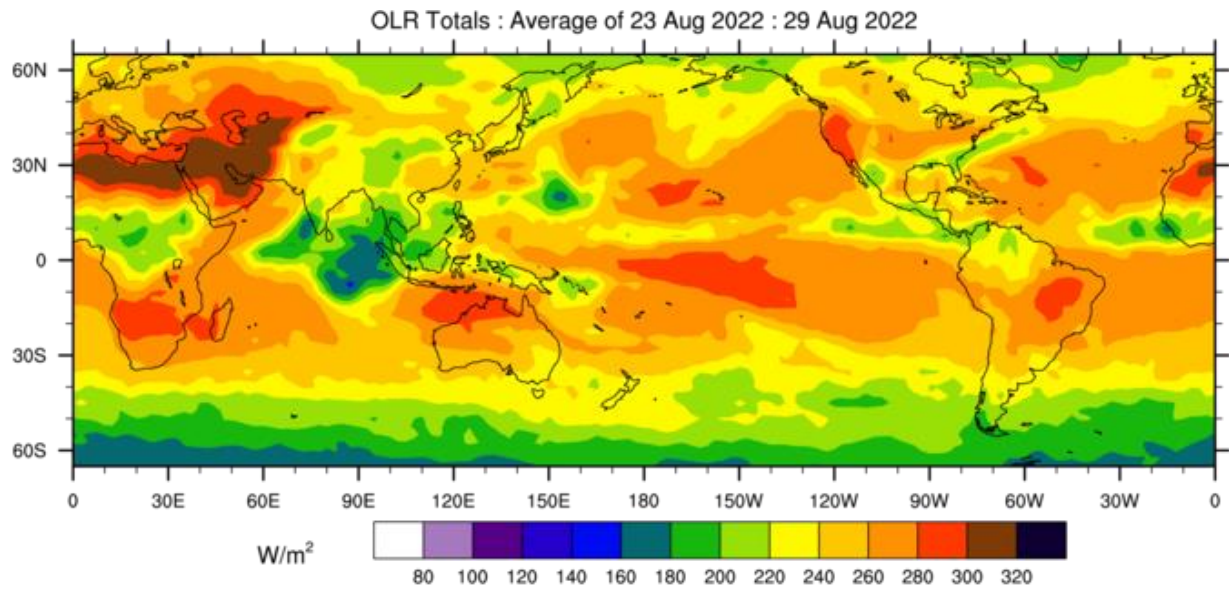 OLR Totals : Average of 23 Aug 2022 : 29 Aug 2022
60N
30N
0
30S
60S
0 30E 60E 90E 120E 150E 180 150W 120W 90W 60W 30W 0
W/m²
80 100 120 140 160 180 200 220 240 260 280 300 320